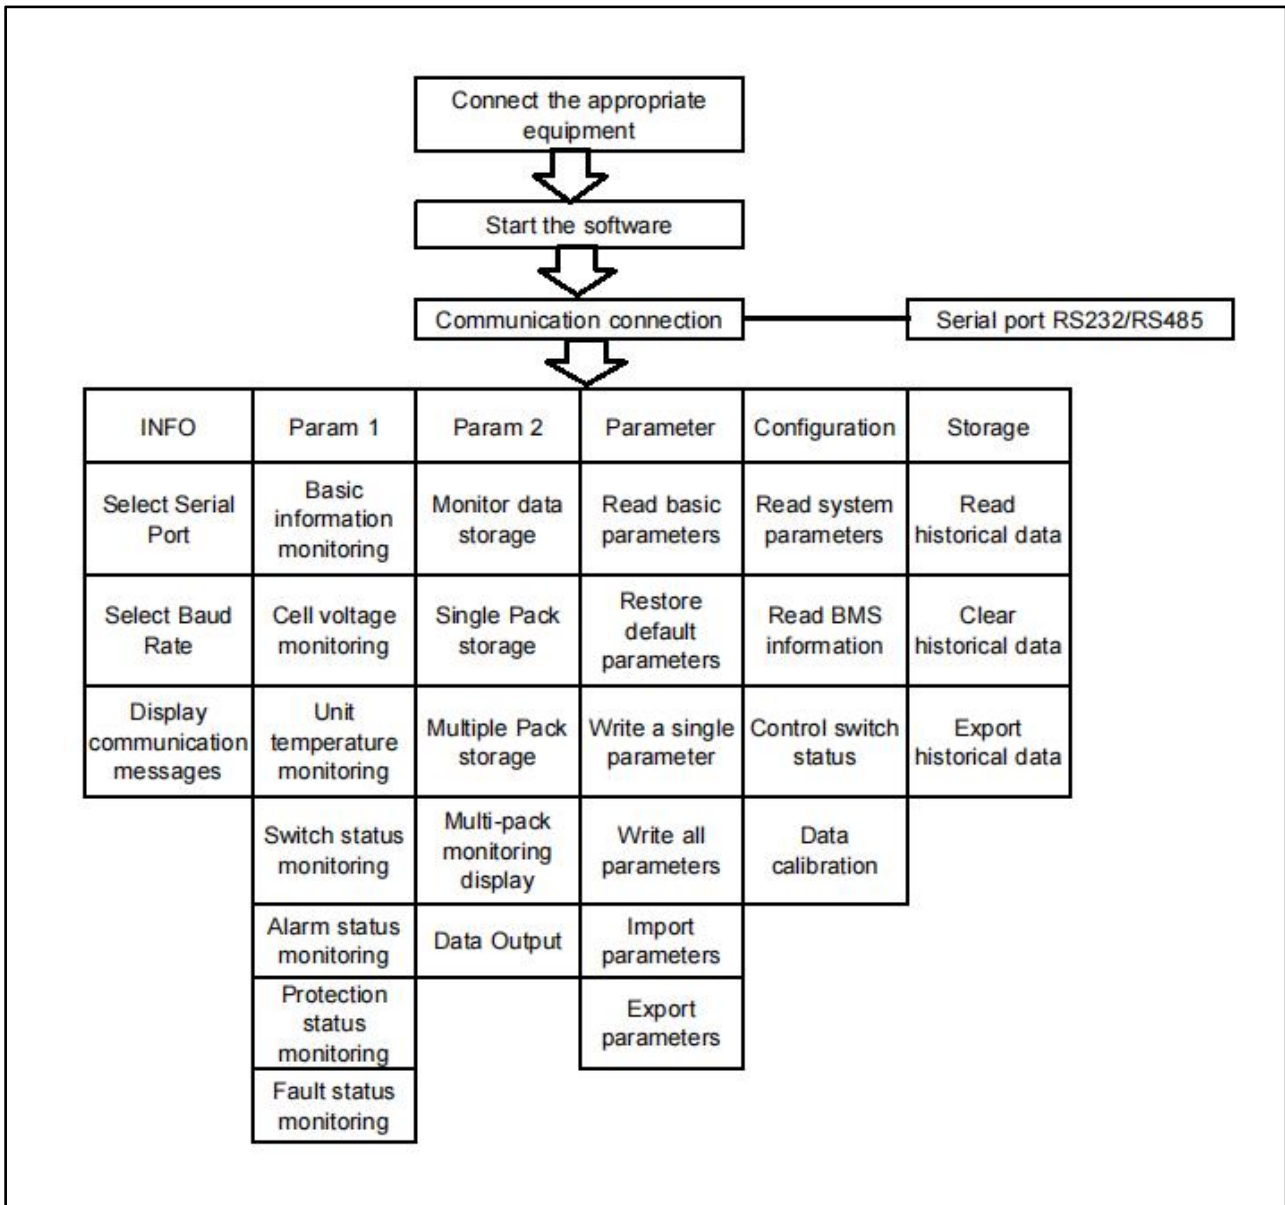 Connect the appropriate
equipment
Start the software
Communication connection
Serial port RS232/RS485
INFO
Param 1
Param 2
Parameter
Configuration
Storage
Select Serial
Port
Basic
information
monitoring
Monitor data
storage
Read basic
parameters
Read system
parameters
Read
historical data
Select Baud
Rate
Cell voltage
monitoring
Single Pack
storage
Restore
default
parameters
Read BMS
information
Clear
historical data
Display
communication
messages
Unit
temperature
monitoring
Multiple Pack
storage
Write a single
parameter
Control switch
status
Export
historical data
Switch status
monitoring
Multi-pack
monitoring
display
Write all
parameters
Data
calibration
Alarm status
monitoring
Data Output
Import
parameters
Protection
status
monitoring
Export
parameters
Fault status
monitoring